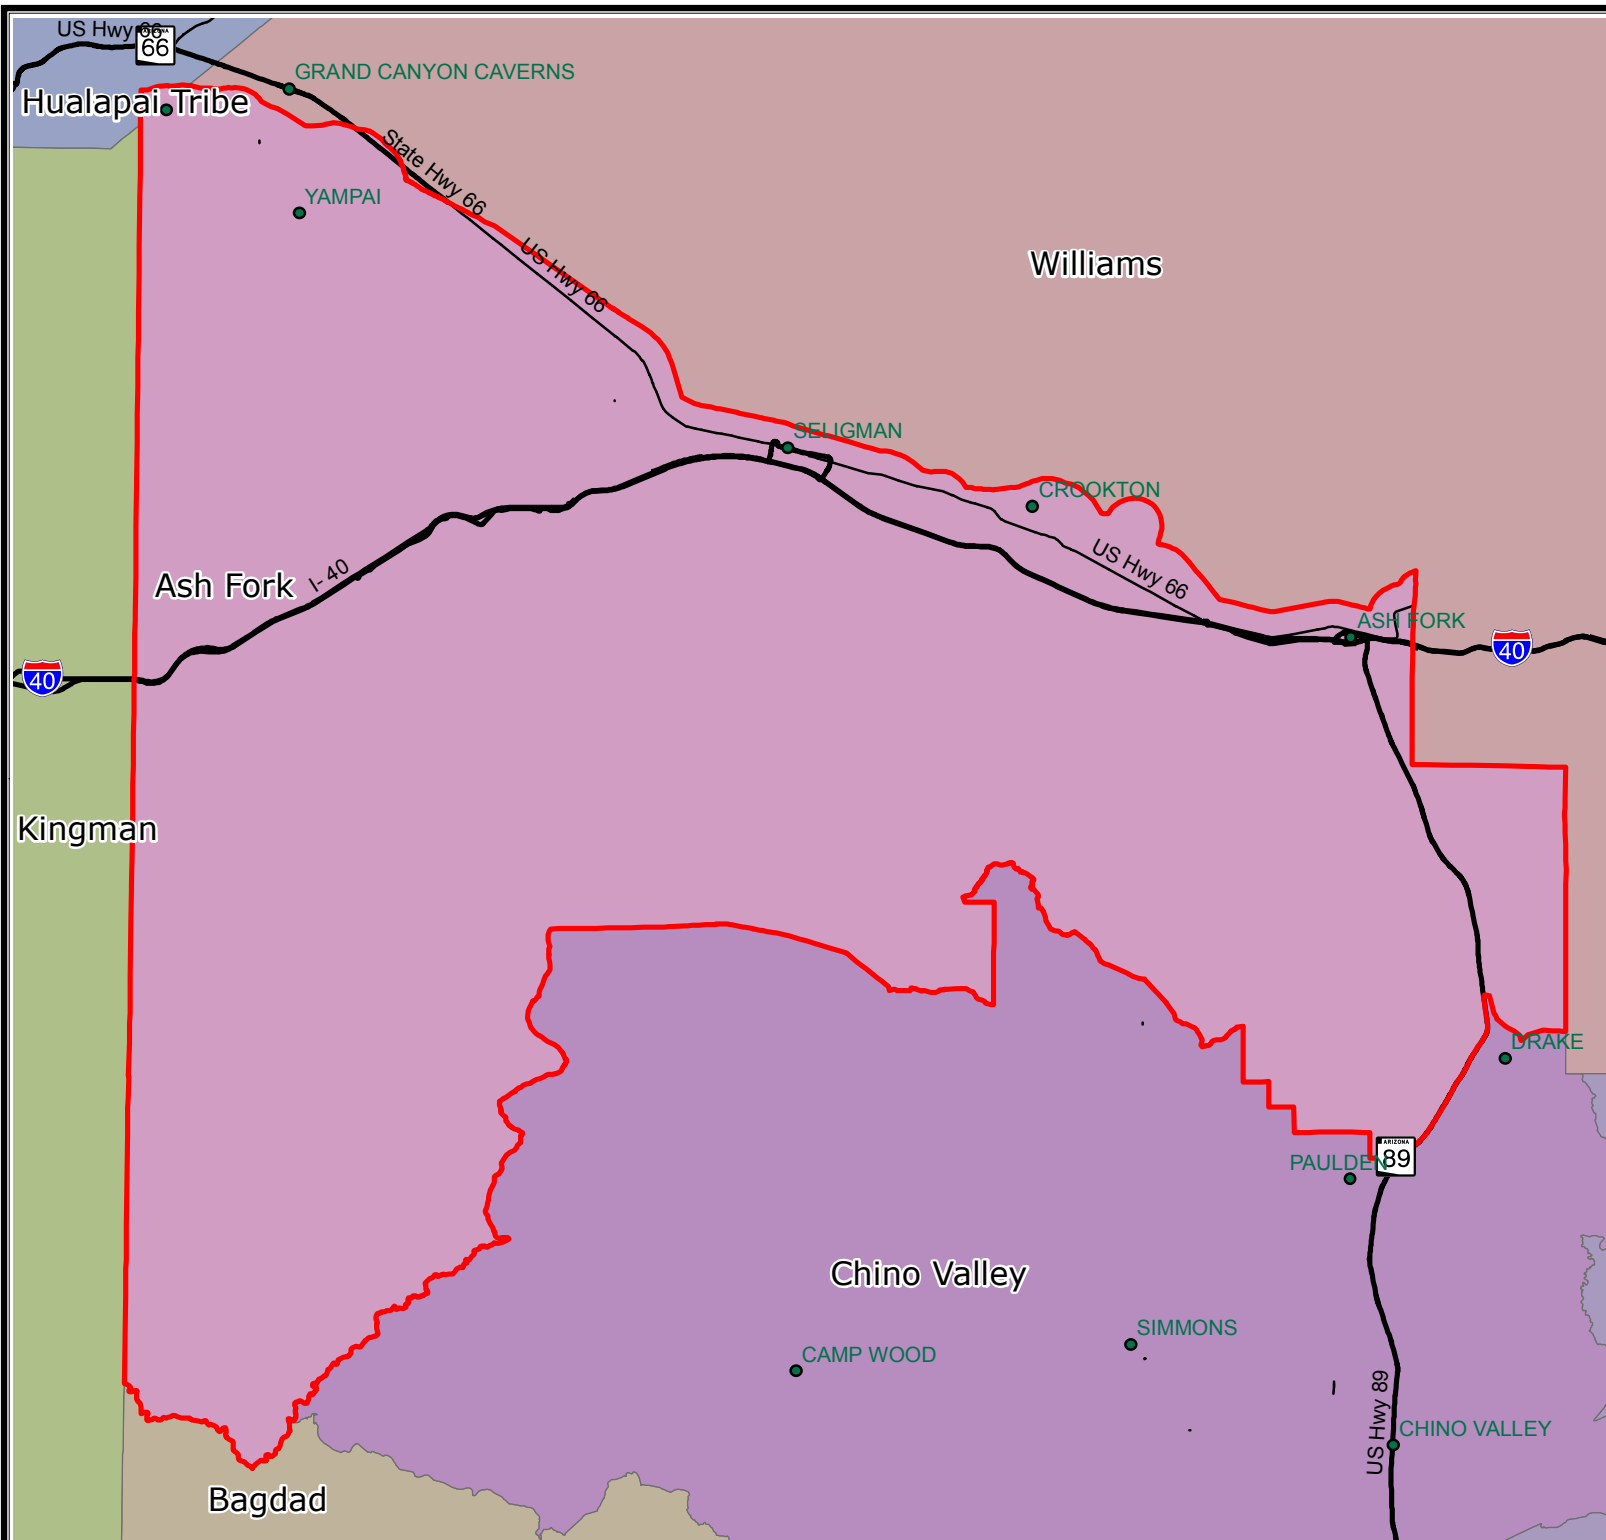 US Hwy 66
ARIZONA
66
GRAND CANYON CAVERNS
Hualapai Tribe
State Hwy 66
YAMPAI
US Hwy 66
Williams
SELIGMAN
CROOKTON
US Hwy 66
Ash Fork
I- 40
ASH FORK
40
40
Kingman
DRAKE
ARIZONA
89
PAULDEN
Chino Valley
SIMMONS
CAMP WOOD
US Hwy 89
CHINO VALLEY
Bagdad